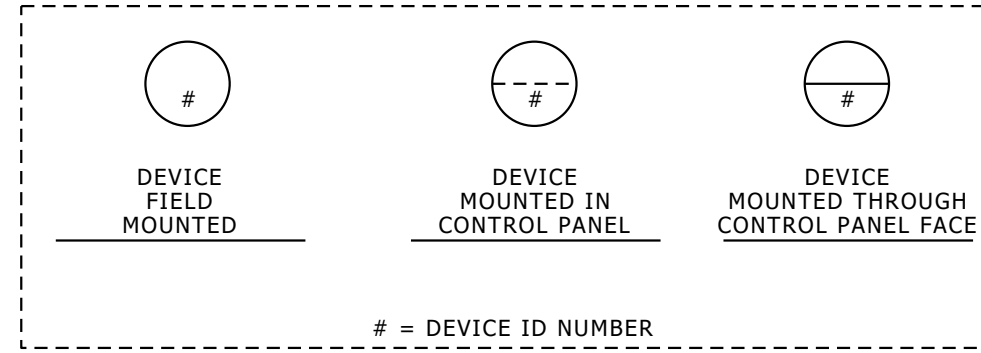 #
#
#
DEVICE
FIELD
MOUNTED
DEVICE
MOUNTED IN
CONTROL PANEL
DEVICE
MOUNTED THROUGH
CONTROL PANEL FACE
# = DEVICE ID NUMBER